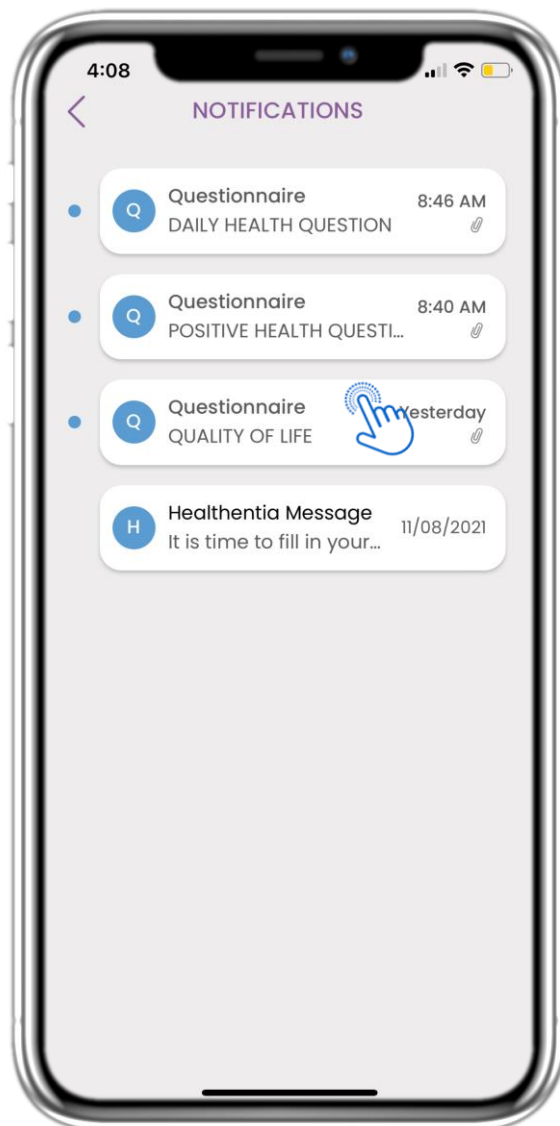 4:08
NOTIFICATIONS
Q
Questionnaire
8:46 AM
DAILY HEALTH QUESTION
Q
Questionnaire
8:40 AM
POSITIVE HEALTH QUESTI...
Q
Questionnaire
Yesterday
QUALITY OF LIFE
H
Healthentia Message
11/08/2021
It is time to fill in your...